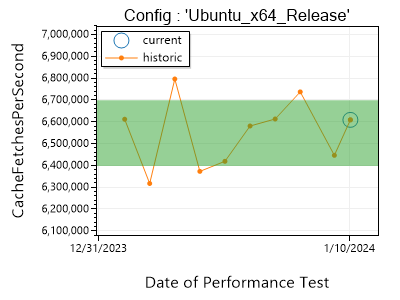 Config : 'Ubuntu_x64_Release'
7,000,000
6,900,000
6,800,000
6,700,000
6,600,000
6,500,000
6,400,000
6,300,000
6,200,000
6,100,000
current
historic
CacheFetchesPerSecond
12/31/2023
1/10/2024
Date of Performance Test